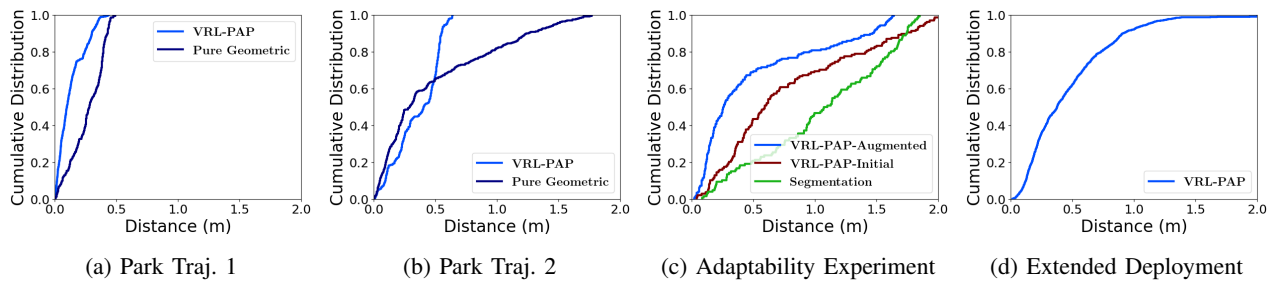 Cumulative Distribution
1.0
0.8
0.6
0.4
0.2
0.0
VRL-PAP
Pure Geometric
0.0 0.5 1.0 1.5 2.0
Distance (m)
(a) Park Traj. 1
Cumulative Distribution
1.0
0.8
0.6
0.4
0.2
0.0
VRL-PAP
Pure Geometric
0.0 0.5 1.0 1.5 2.0
Distance (m)
(b) Park Traj. 2
Cumulative Distribution
1.0
0.8
0.6
0.4
0.2
0.0
VRL-PAP-Augmented
VRL-PAP-Initial
Segmentation
0.0 0.5 1.0 1.5 2.0
Distance (m)
(c) Adaptability Experiment
Cumulative Distribution
1.0
0.8
0.6
0.4
0.2
0.0
VRL-PAP
0.0 0.5 1.0 1.5 2.0
Distance (m)
(d) Extended Deployment